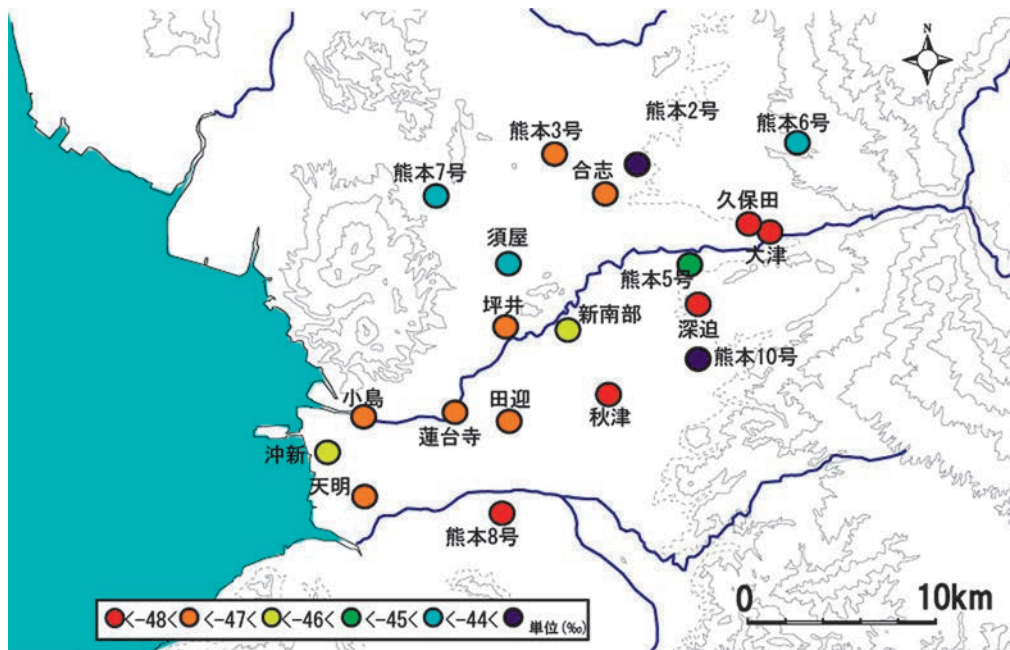 N
熊本2号
熊本6号
熊本3号
合志
熊本7号
久保田
大津
須屋
熊本5号
坪井
新南部
深迫
熊本10号
小島
蓮台寺
田迎
秋津
沖新
天明
熊本8号
0 10km
<-48< <-47< <-46< <-45< <-44< 単位(‰)